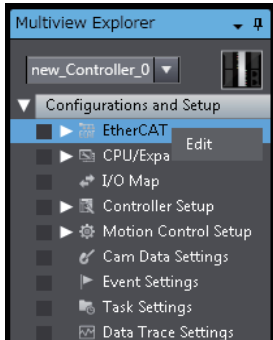 Multiview Explorer
new_Controller_0
Configurations and Setup
EtherCAT
Edit
CPU/Expa
I/O Map
Controller Setup
Motion Control Setup
Cam Data Settings
Event Settings
Task Settings
Data Trace Settings